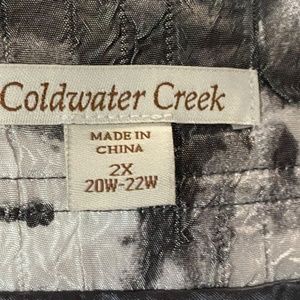 Coldwater Creek
MADE IN
CHINA
2X
20W-22W